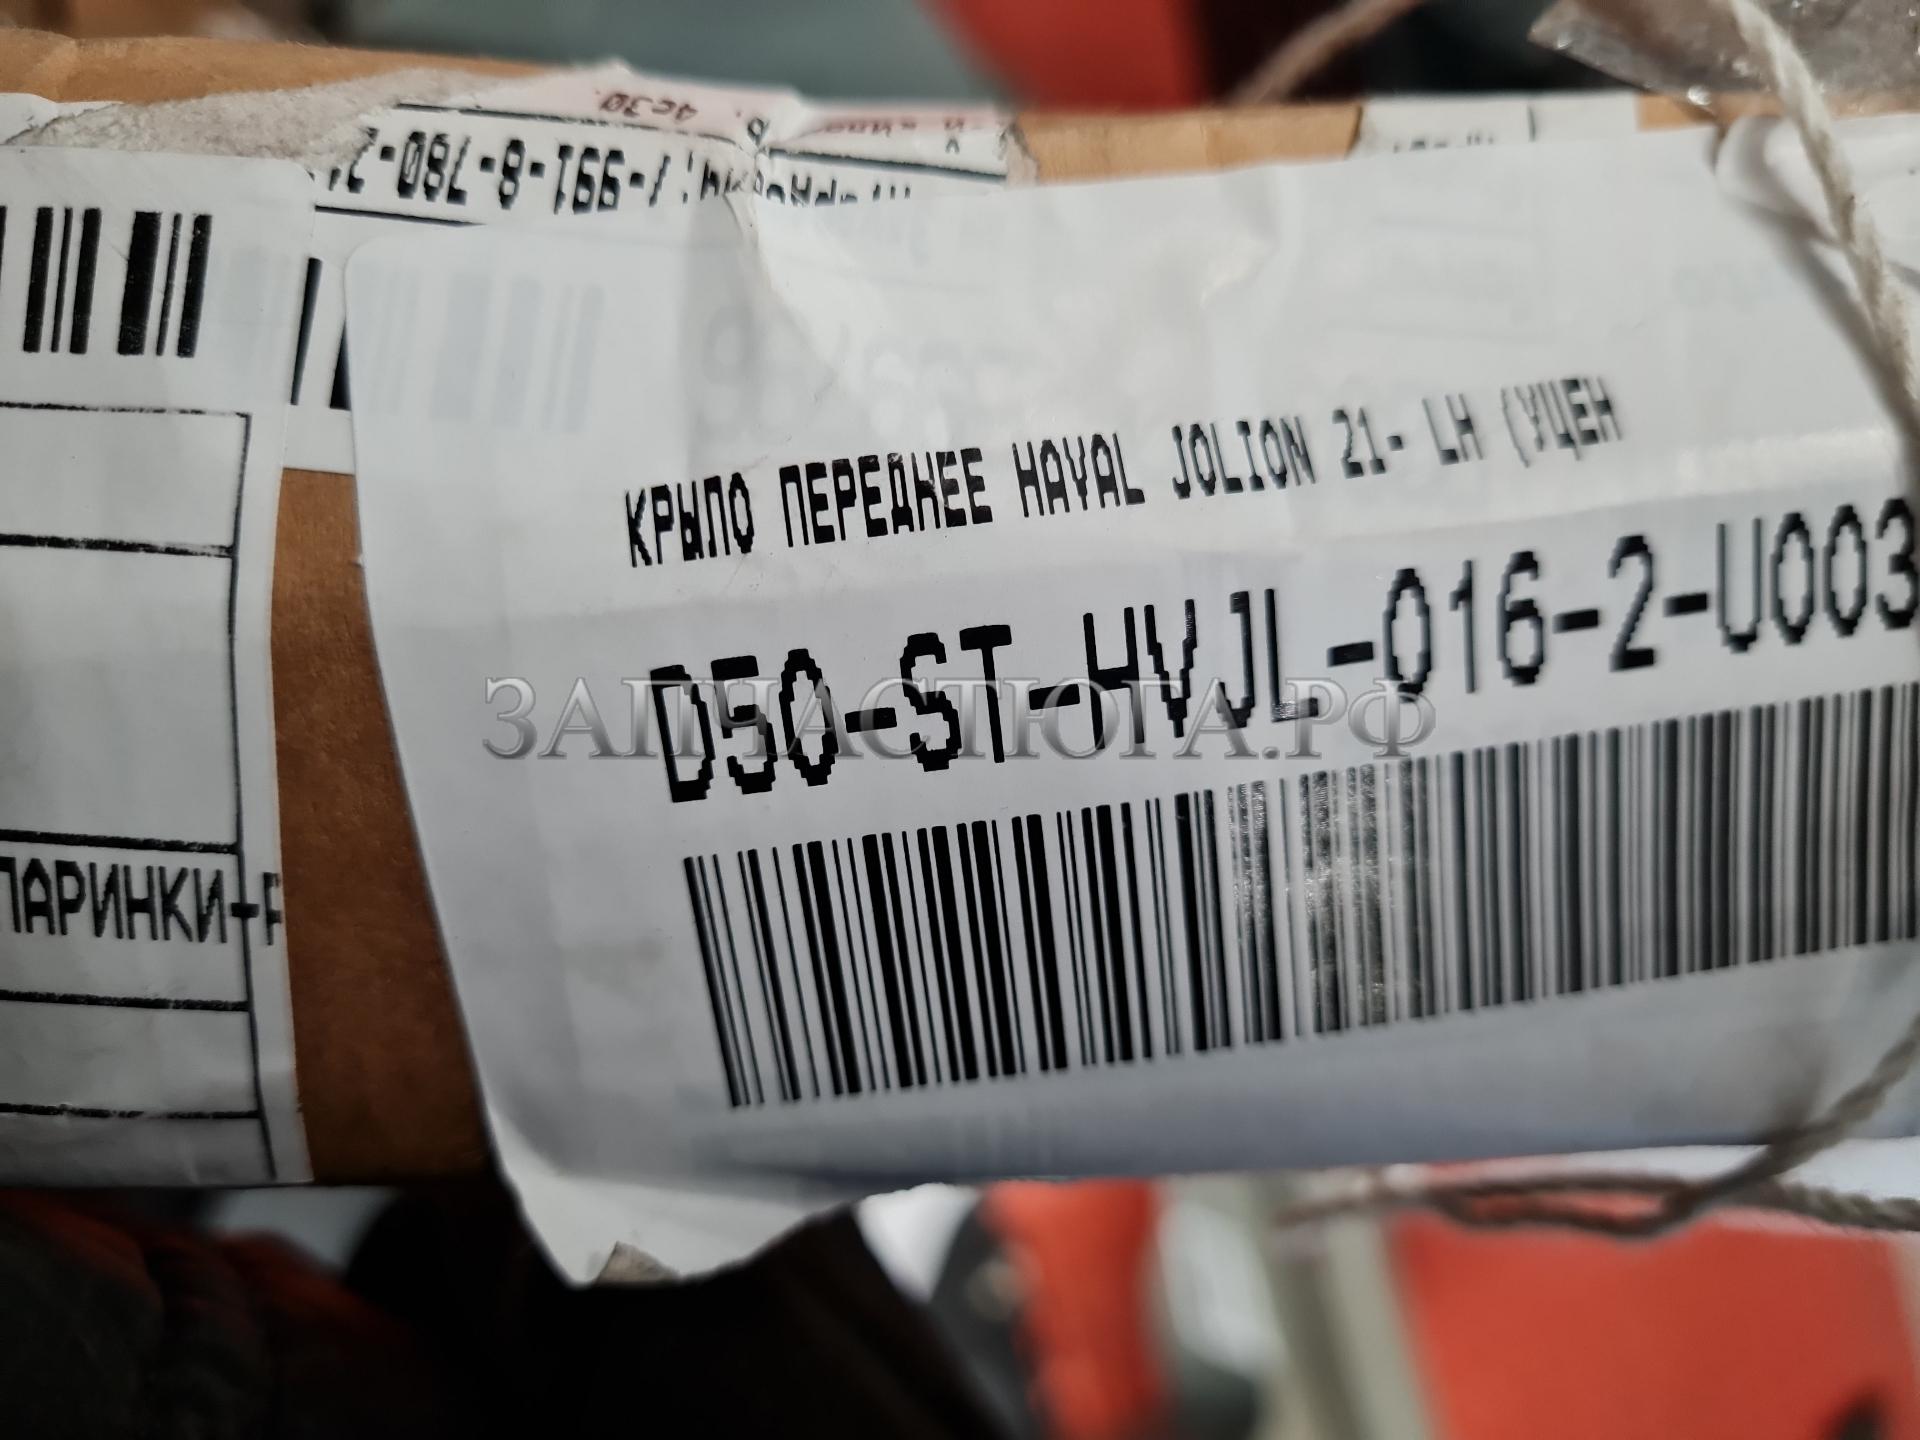 КРЫЛО ПЕРЕДНЕЕ HAVAL JOLION 21- LH (УЦЕН
D50-ST-HVJL-016-2-U003
ЗАПЧАСТЮГА.РФ
ПАРИНКИ-Р